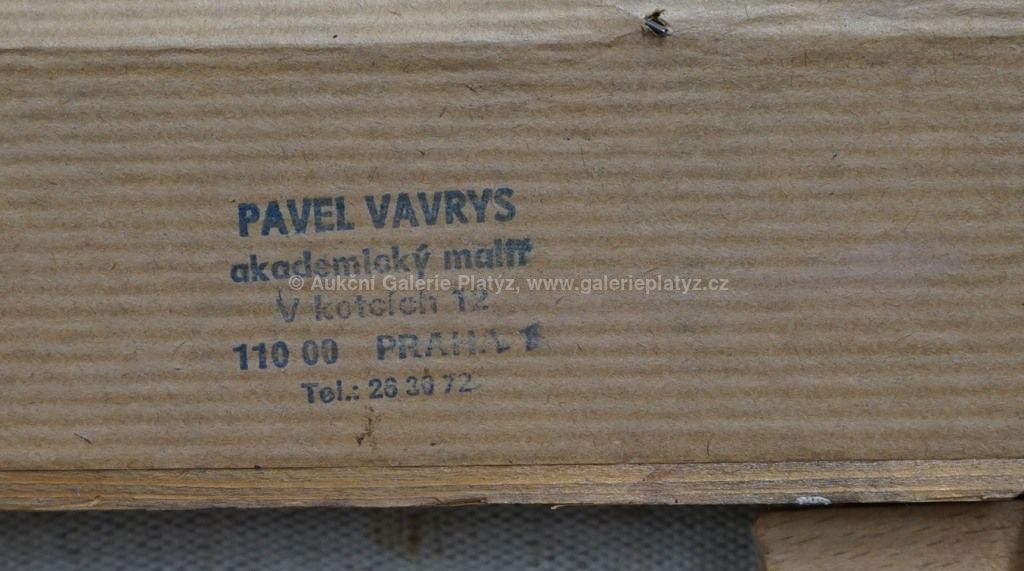 PAVEL VAVRYS
akademický malíř
© Aukční Galerie Platýz, www.galerieplatyz.cz
V kotcích 12
110 00 PRAHA 1
Tel.: 26 30 72